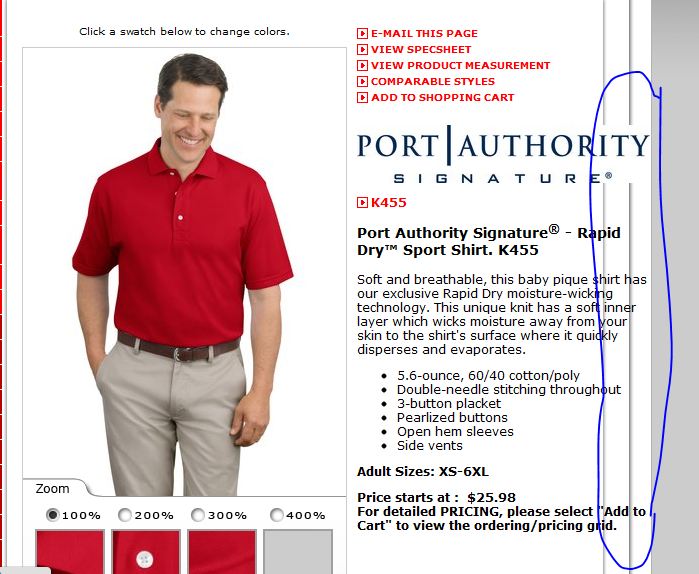 Click a swatch below to change colors.
E-MAIL THIS PAGE
VIEW SPECSHEET
VIEW PRODUCT MEASUREMENT
COMPARABLE STYLES
ADD TO SHOPPING CART
PORT AUTHORITY
SIGNATURE®
K455
Port Authority Signature® - Rapid
Dry™ Sport Shirt. K455
Soft and breathable, this baby pique shirt has
our exclusive Rapid Dry moisture-wicking
technology. This unique knit has a soft inner
layer which wicks moisture away from your
skin to the shirt's surface where it quickly
disperses and evaporates.
• 5.6-ounce, 60/40 cotton/poly
• Double-needle stitching throughout
• 3-button placket
• Pearlized buttons
• Open hem sleeves
• Side vents
Adult Sizes: XS-6XL
Price starts at : $25.98
For detailed PRICING, please select "Add to
Cart" to view the ordering/pricing grid.
Zoom
100% 200% 300% 400%